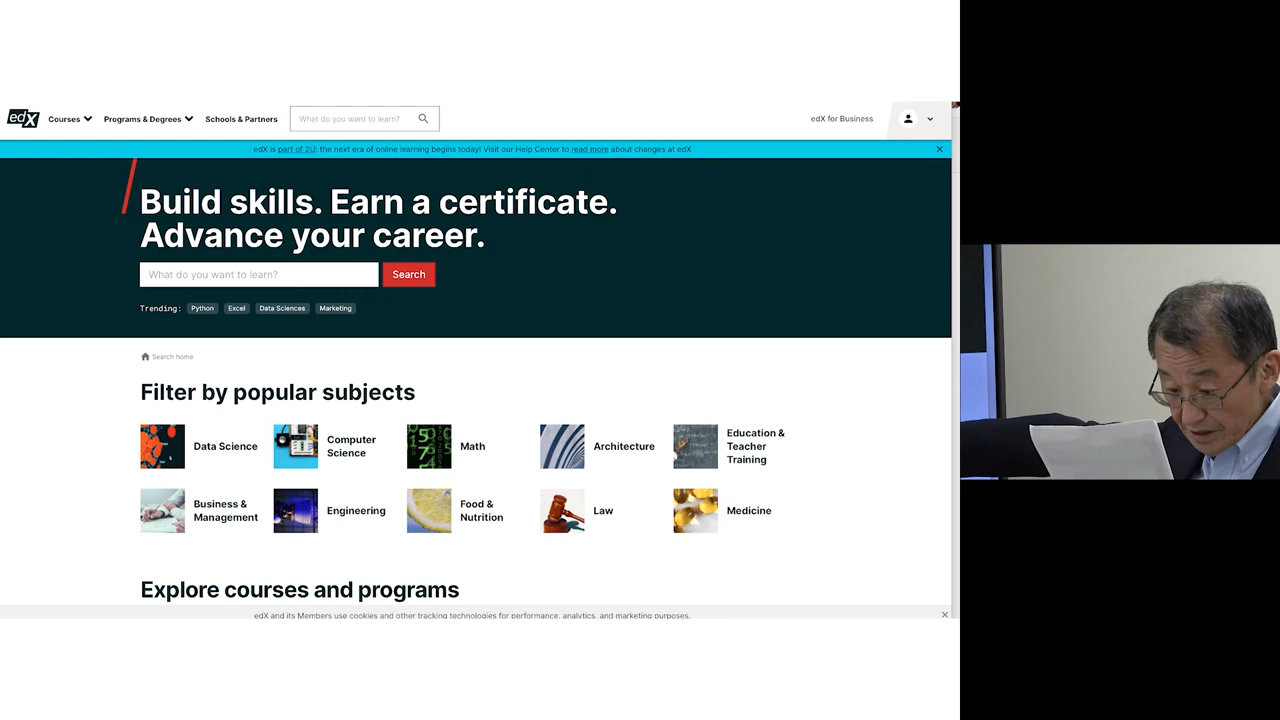 edX
Courses
Programs & Degrees
Schools & Partners
What do you want to learn?
edX for Business
edX is part of 2U: the next era of online learning begins today! Visit our Help Center to read more about changes at edX
Build skills. Earn a certificate.
Advance your career.
What do you want to learn?
Search
Trending:
Python
Excel
Data Sciences
Marketing
Search home
Filter by popular subjects
Data Science
Computer
Science
Math
Architecture
Education &
Teacher
Training
Business &
Management
Engineering
Food &
Nutrition
Law
Medicine
Explore courses and programs
edX and its Members use cookies and other tracking technologies for performance, analytics, and marketing purposes.